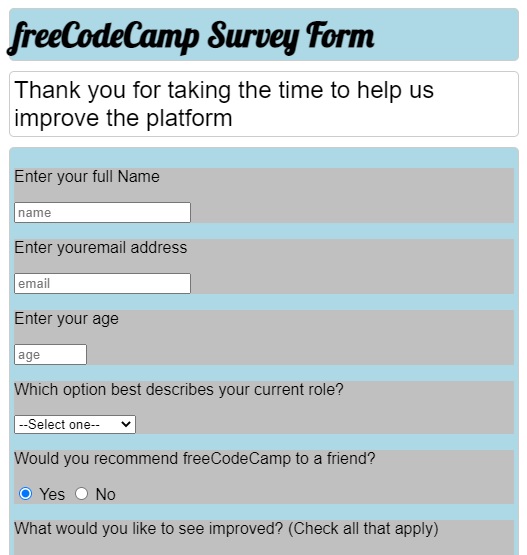 freeCodeCamp Survey Form
Thank you for taking the time to help us
improve the platform
Enter your full Name
name
Enter youremail address
email
Enter your age
age
Which option best describes your current role?
--Select one--
Would you recommend freeCodeCamp to a friend?
Yes No
What would you like to see improved? (Check all that apply)